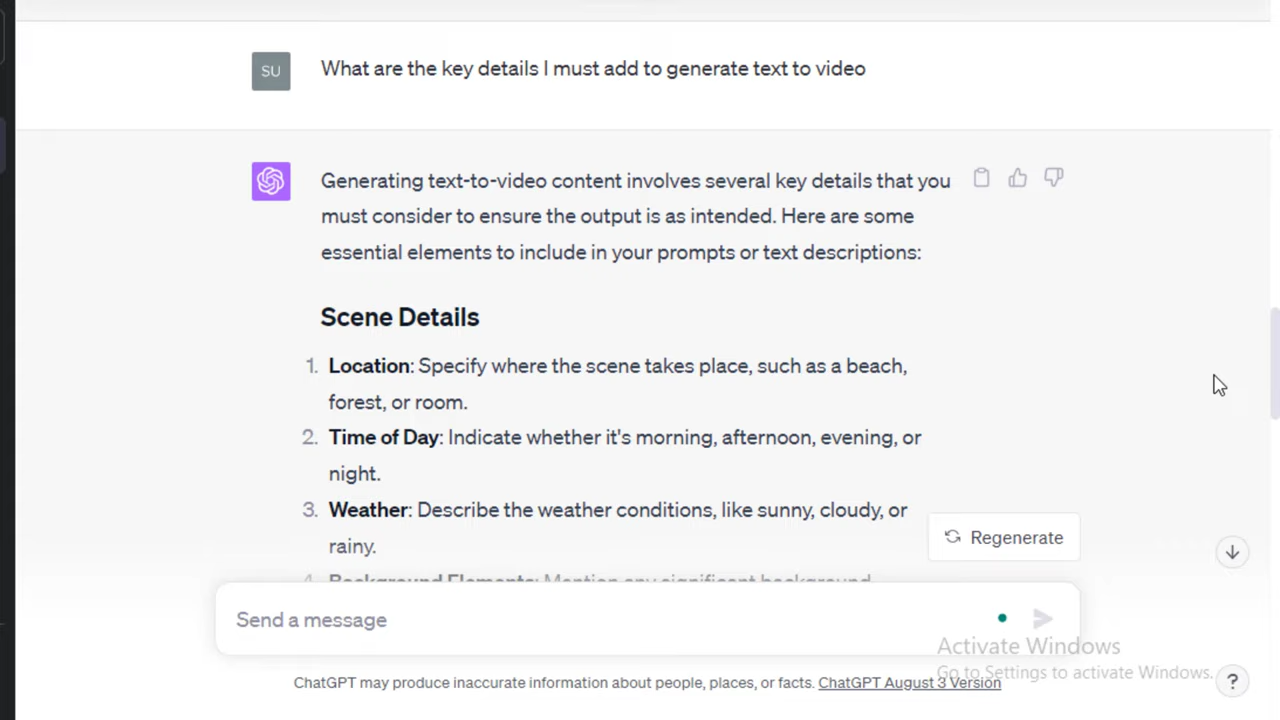 SU
What are the key details I must add to generate text to video
Generating text-to-video content involves several key details that you
must consider to ensure the output is as intended. Here are some
essential elements to include in your prompts or text descriptions:
Scene Details
1. Location: Specify where the scene takes place, such as a beach,
forest, or room.
2. Time of Day: Indicate whether it's morning, afternoon, evening, or
night.
3. Weather: Describe the weather conditions, like sunny, cloudy, or
rainy.
Regenerate
4. Background Elements: Mention any significant background
Send a message
Activate Windows
Go to Settings to activate Windows.
ChatGPT may produce inaccurate information about people, places, or facts. ChatGPT August 3 Version
?